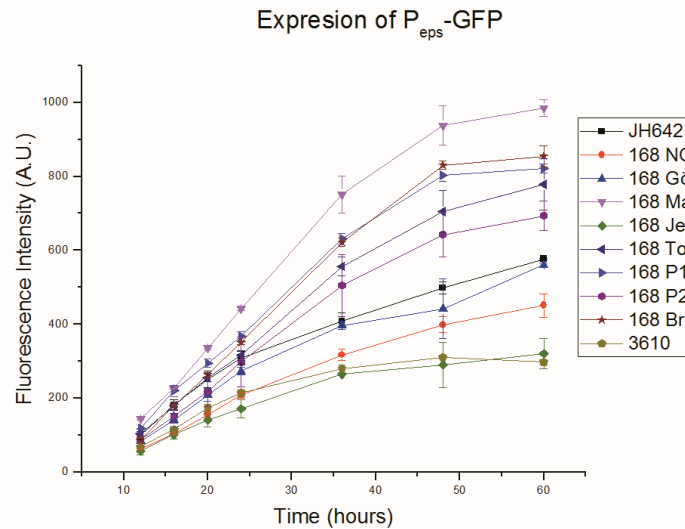 Expresion of Peps-GFP
Fluorescence Intensity (A.U.)
1000
800
600
400
200
0
10 20 30 40 50 60
Time (hours)
JH642
168 NC
168 Gö
168 Ma
168 Je
168 To
168 P1
168 P2
168 Br
3610